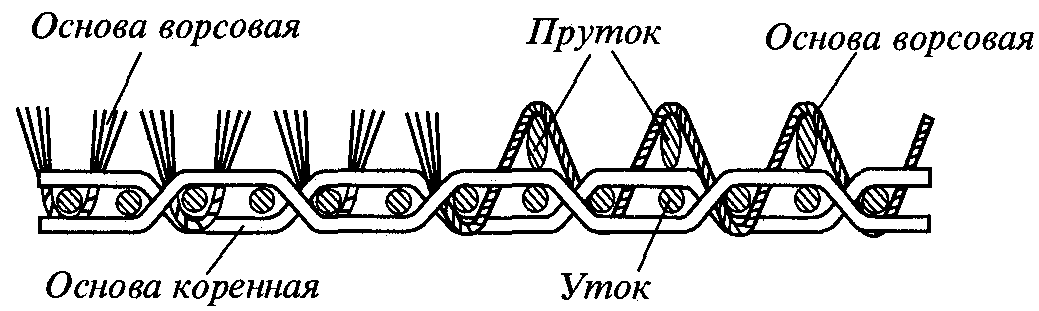 Основа ворсовая
Пруток
Основа ворсовая
Основа коренная
Уток